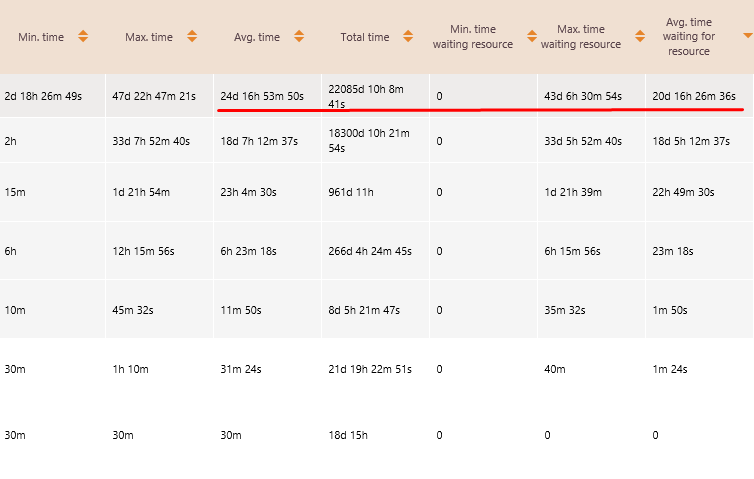 Min. time Max. time Avg. time Total time Min. time waiting resource Max. time waiting resource Avg. time waiting for resource
2d 18h 26m 49s 47d 22h 47m 21s 24d 16h 53m 50s 22085d 10h 8m 41s 0 43d 6h 30m 54s 20d 16h 26m 36s
2h 33d 7h 52m 40s 18d 7h 12m 37s 18300d 10h 21m 54s 0 33d 5h 52m 40s 18d 5h 12m 37s
15m 1d 21h 54m 23h 4m 30s 961d 11h 0 1d 21h 39m 22h 49m 30s
6h 12h 15m 56s 6h 23m 18s 266d 4h 24m 45s 0 6h 15m 56s 23m 18s
10m 45m 32s 11m 50s 8d 5h 21m 47s 0 35m 32s 1m 50s
30m 1h 10m 31m 24s 21d 19h 22m 51s 0 40m 1m 24s
30m 30m 30m 18d 15h 0 0 0